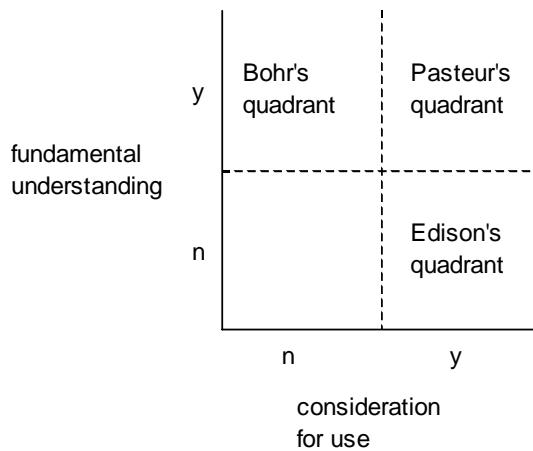 Bohr's
quadrant
Pasteur's
quadrant
y
fundamental
understanding
Edison's
quadrant
n
n
y
consideration
for use